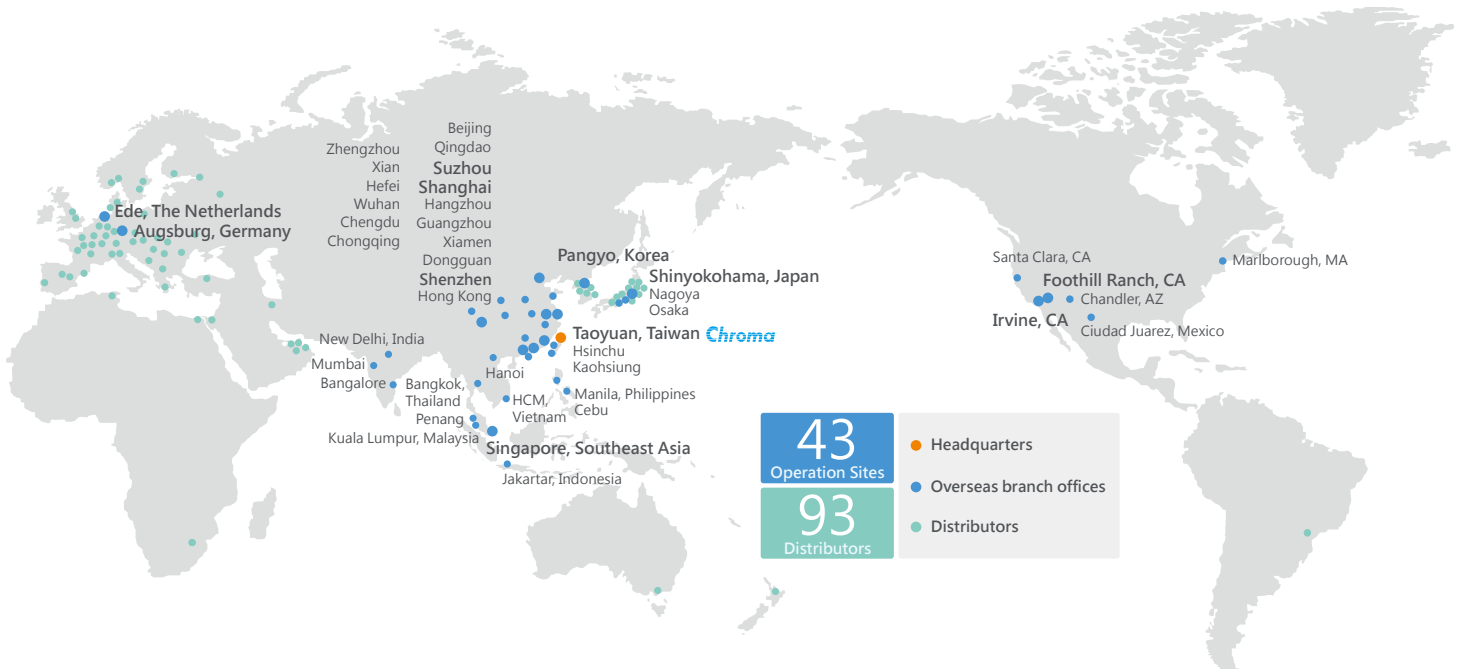 Beijing
Qingdao
Suzhou
Shanghai
Hangzhou
Guangzhou
Xiamen
Dongguan
Shenzhen
Hong Kong
Zhengzhou
Xian
Hefei
Wuhan
Chengdu
Chongqing
Ede, The Netherlands
Augsburg, Germany
Pangyo, Korea
Shinyokohama, Japan
Nagoya
Osaka
Taoyuan, Taiwan Chroma
Hsinchu
Kaohsiung
New Delhi, India
Mumbai
Bangalore
Hanoi
Bangkok,
Thailand
HCM,
Vietnam
Manila, Philippines
Cebu
Penang
Kuala Lumpur, Malaysia
Singapore, Southeast Asia
Jakartar, Indonesia
Santa Clara, CA
Foothill Ranch, CA
Irvine, CA
Chandler, AZ
Ciudad Juarez, Mexico
Marlborough, MA
43
Operation Sites
93
Distributors
Headquarters
Overseas branch offices
Distributors